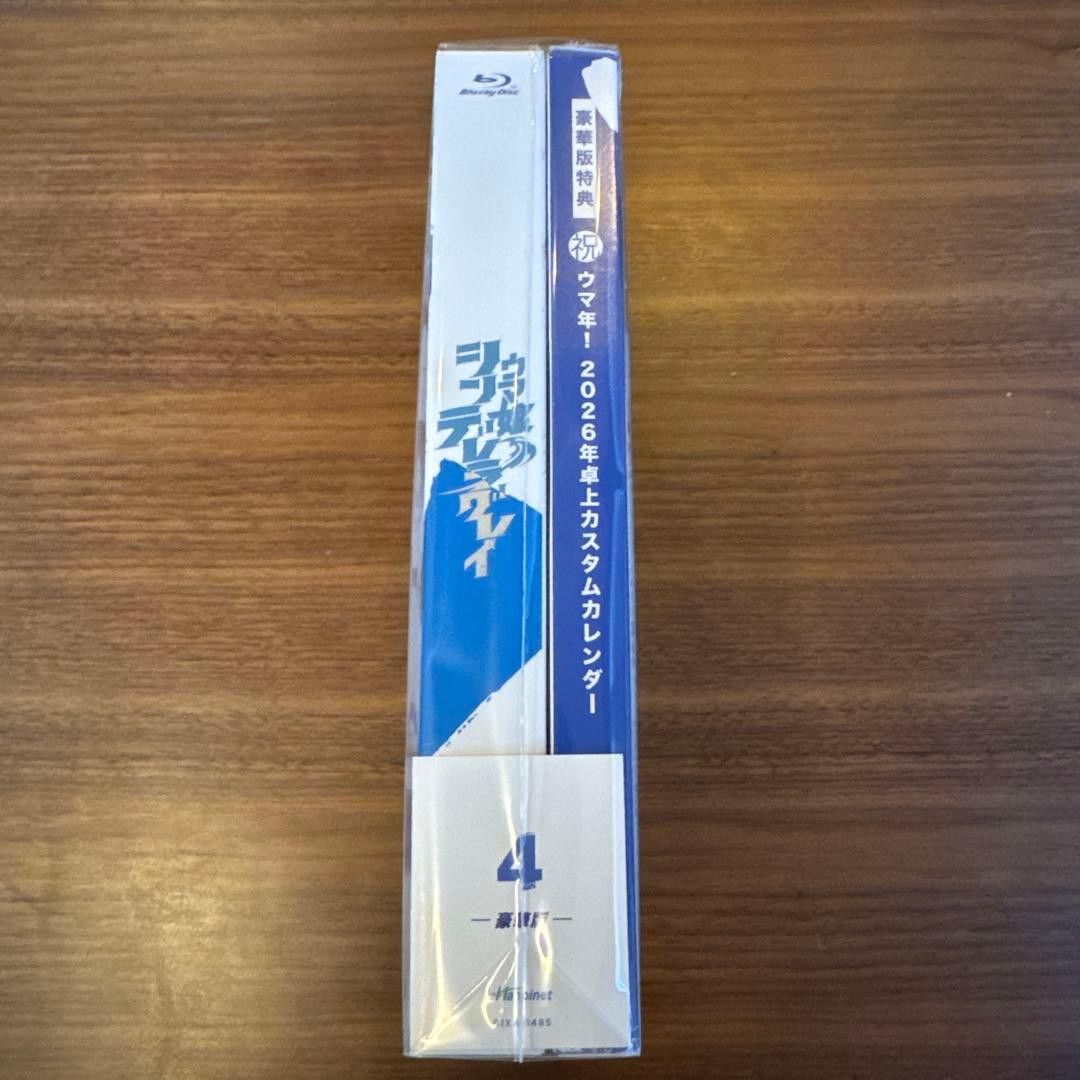 Blu-ray Disc
ウマ娘
シンデレラグレイ
豪華版特典
祝
ウマ年! 2026年卓上カスタムカレンダー
4
豪華版
Happinet